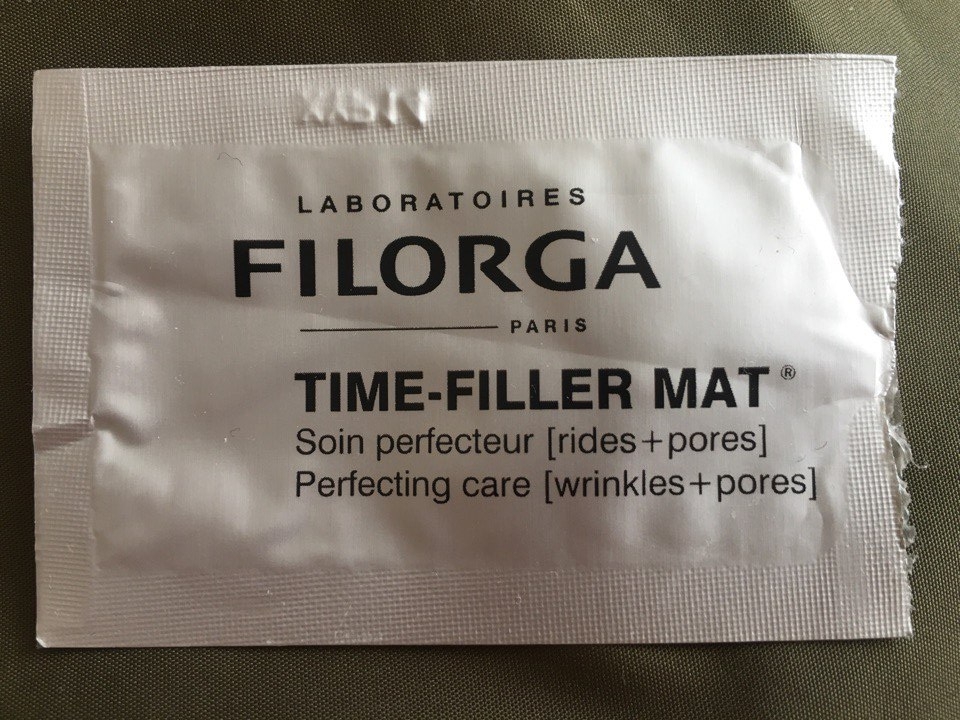 LABORATOIRES
FILORGA
PARIS
TIME-FILLER MAT®
Soin perfecteur [rides+pores]
Perfecting care [wrinkles+pores]